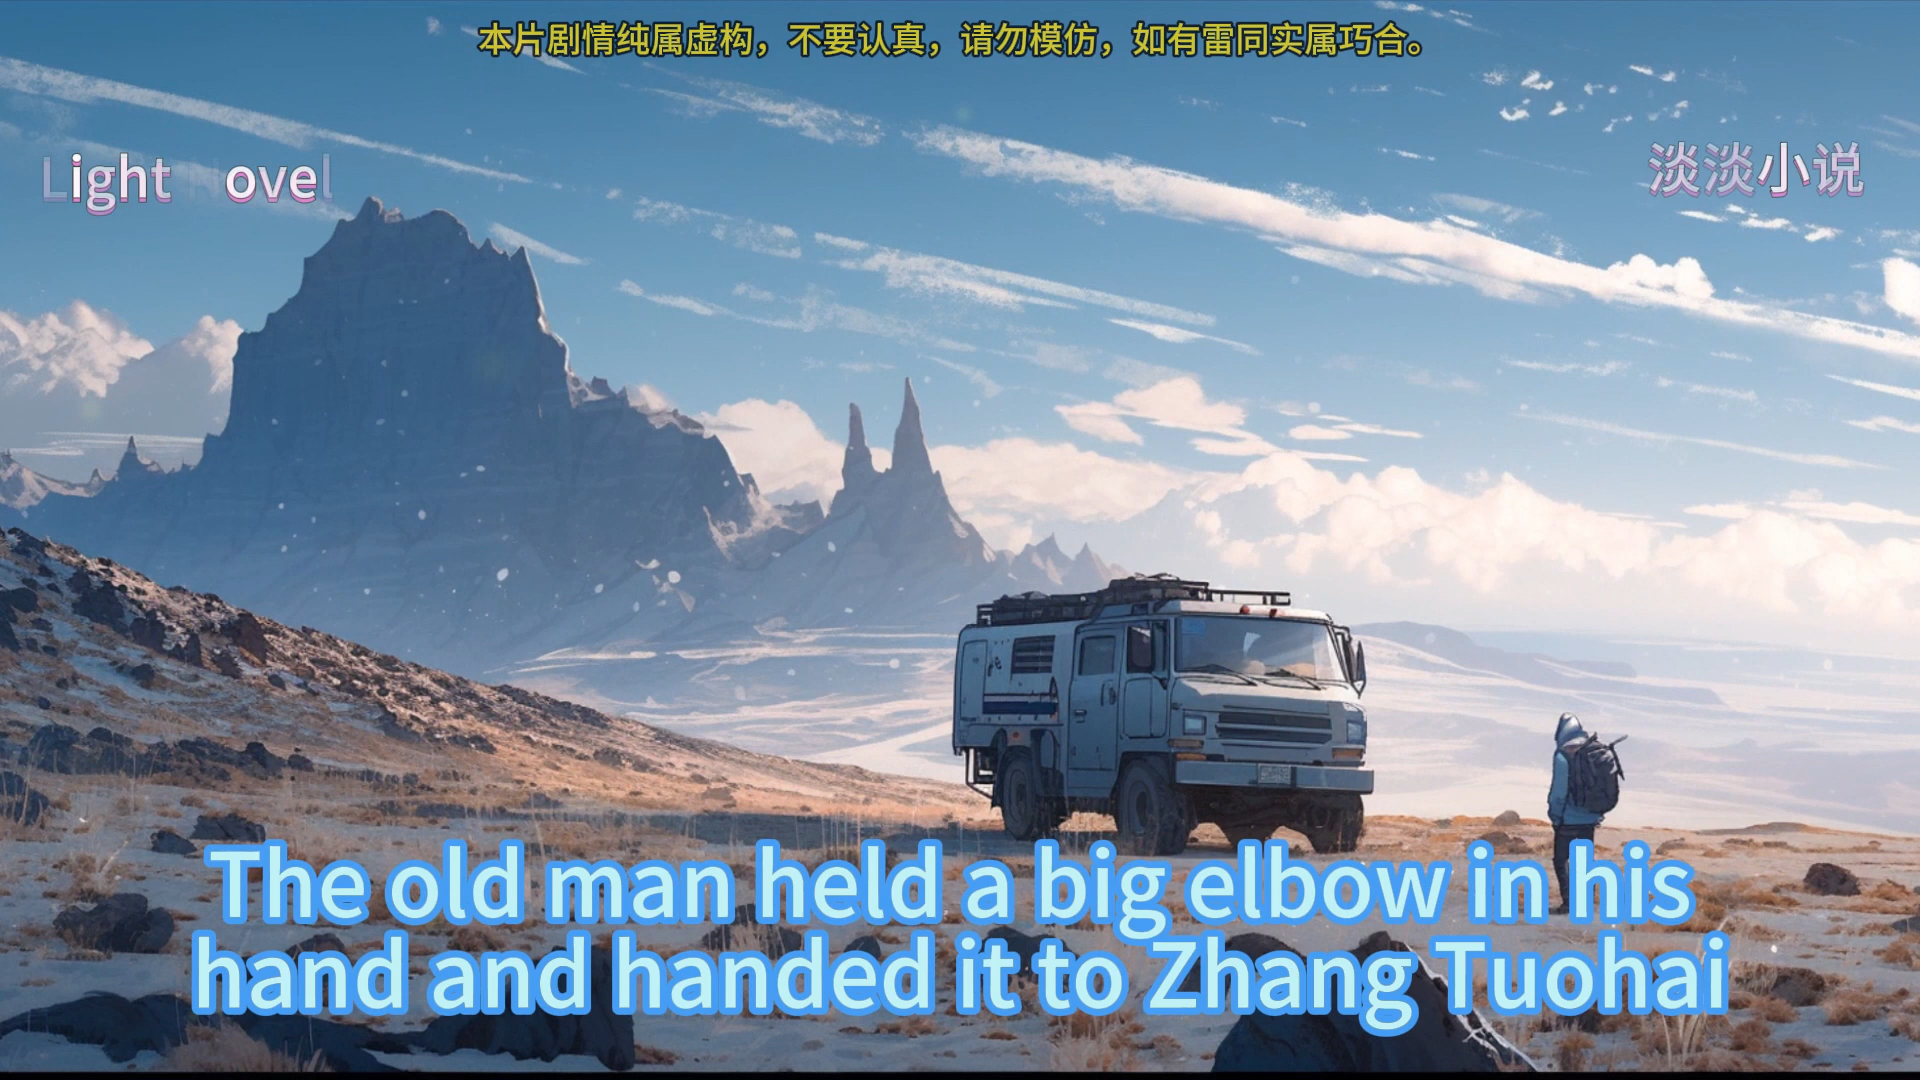 本片剧情纯属虚构，不要认真，请勿模仿，如有雷同实属巧合。
Light Novel
淡淡小说
The old man held a big elbow in his
hand and handed it to Zhang Tuohai